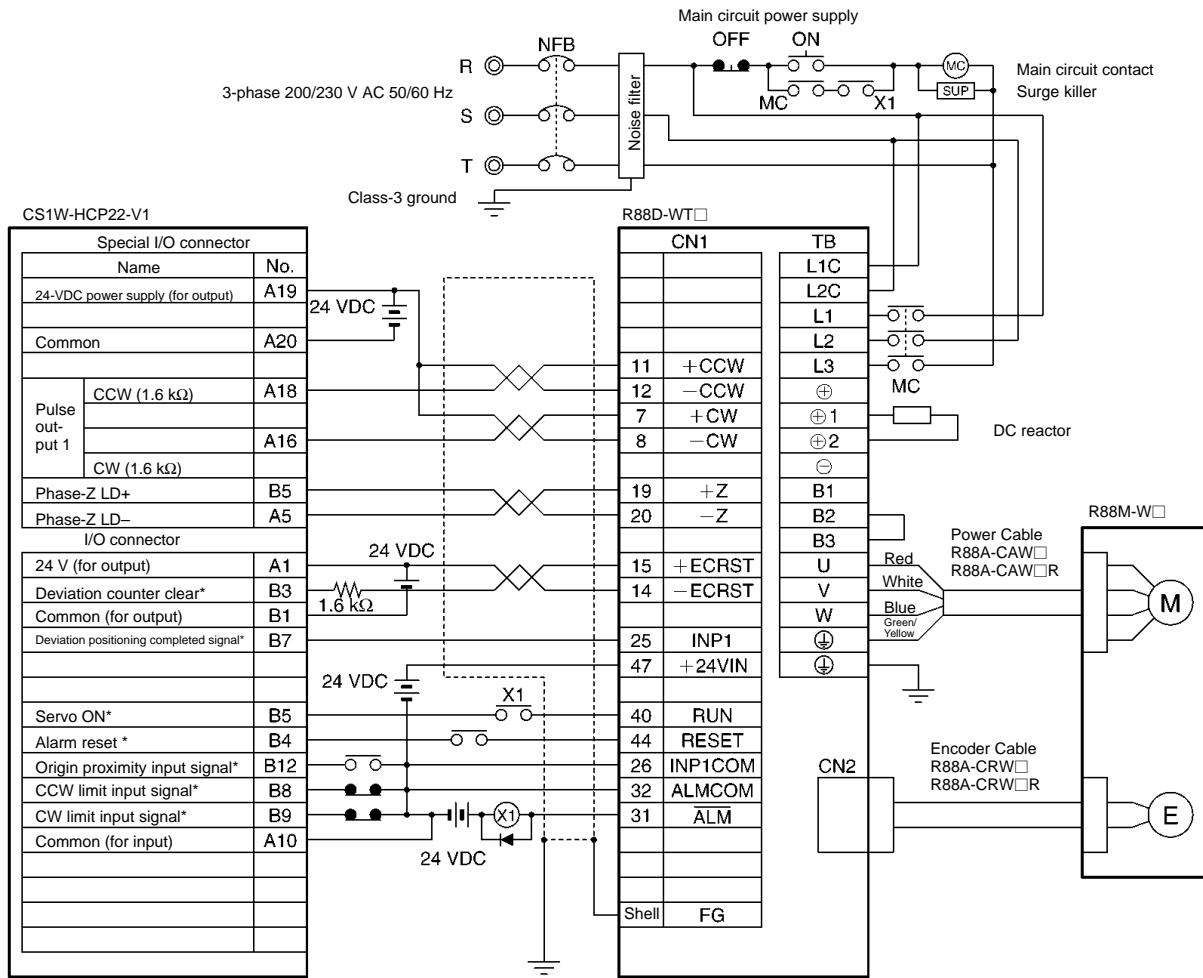 Main circuit power supply
OFF ON
NFB
R
MC
Main circuit contact
3-phase 200/230 V AC 50/60 Hz
SUP
Surge killer
MC X1
S
Noise filter
T
Class-3 ground
CS1W-HCP22-V1
R88D-WT□
Special I/O connector
CN1 TB
Name No.
L1C
24-VDC power supply (for output) A19
24 VDC
L2C
L1
Common A20
L2
11 +CCW L3
MC
Pulse out-put 1
CCW (1.6 kΩ) A18
12 −CCW ⊕
7 +CW ⊕1
A16
8 −CW ⊕2
DC reactor
CW (1.6 kΩ)
⊖
Phase-Z LD+ B5
19 +Z B1
Phase-Z LD– A5
20 −Z B2
R88M-W□
I/O connector
B3
24 V (for output) A1
24 VDC
15 +ECRST U
Red
Power Cable
R88A-CAW□
R88A-CAW□R
Deviation counter clear* B3
1.6 kΩ
14 −ECRST V
White
M
Common (for output) B1
W
Blue
Green/
Yellow
Deviation positioning completed signal* B7
25 INP1
47 +24VIN
24 VDC
X1
Servo ON* B5
40 RUN
Alarm reset * B4
44 RESET
Origin proximity input signal* B12
26 INP1COM
CN2
Encoder Cable
R88A-CRW□
R88A-CRW□R
CCW limit input signal* B8
32 ALMCOM
CW limit input signal* B9
X1
31 ALM
E
Common (for input) A10
24 VDC
Shell FG